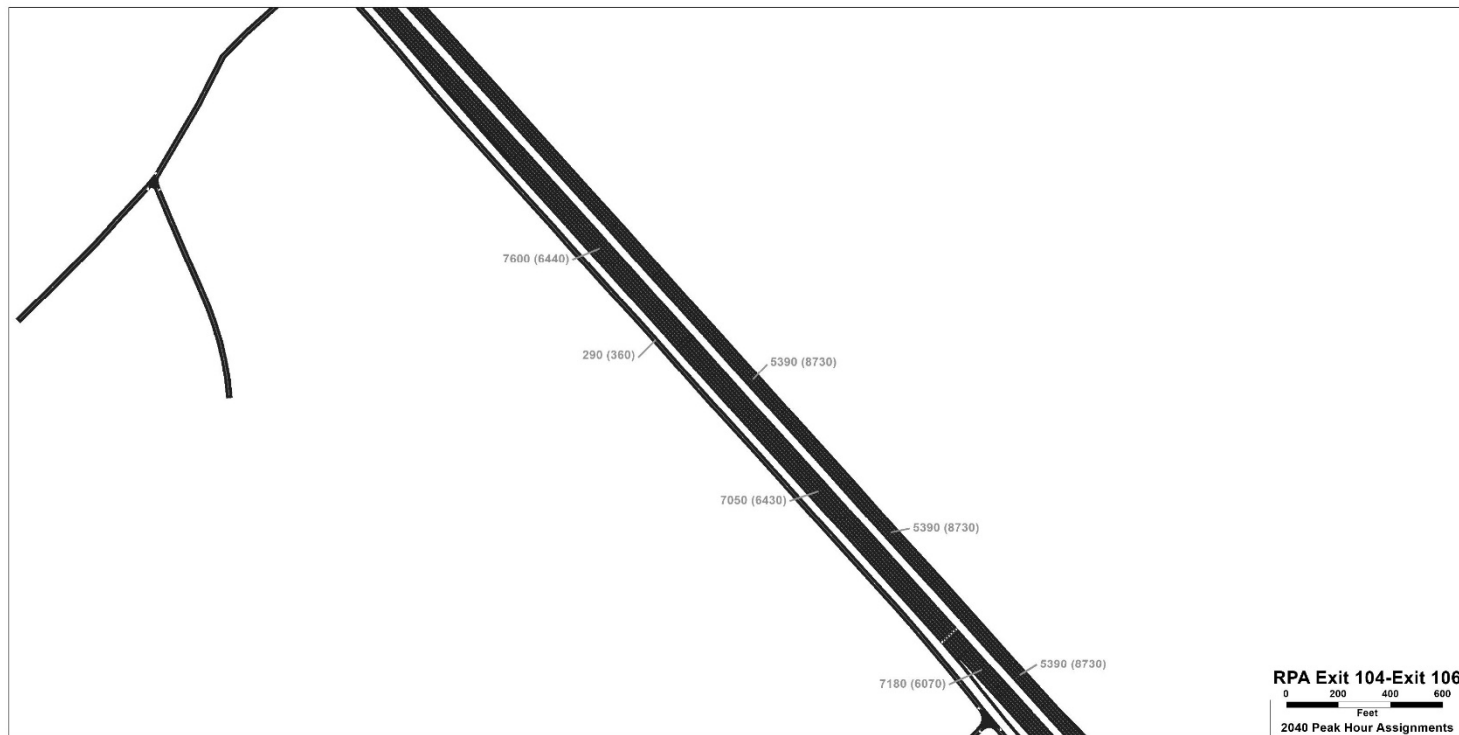 7600 (6440)
290 (360)
5390 (8730)
7050 (6430)
5390 (8730)
5390 (8730)
7180 (6070)
RPA Exit 104-Exit 106
0 200 400 600
Feet
2040 Peak Hour Assignments